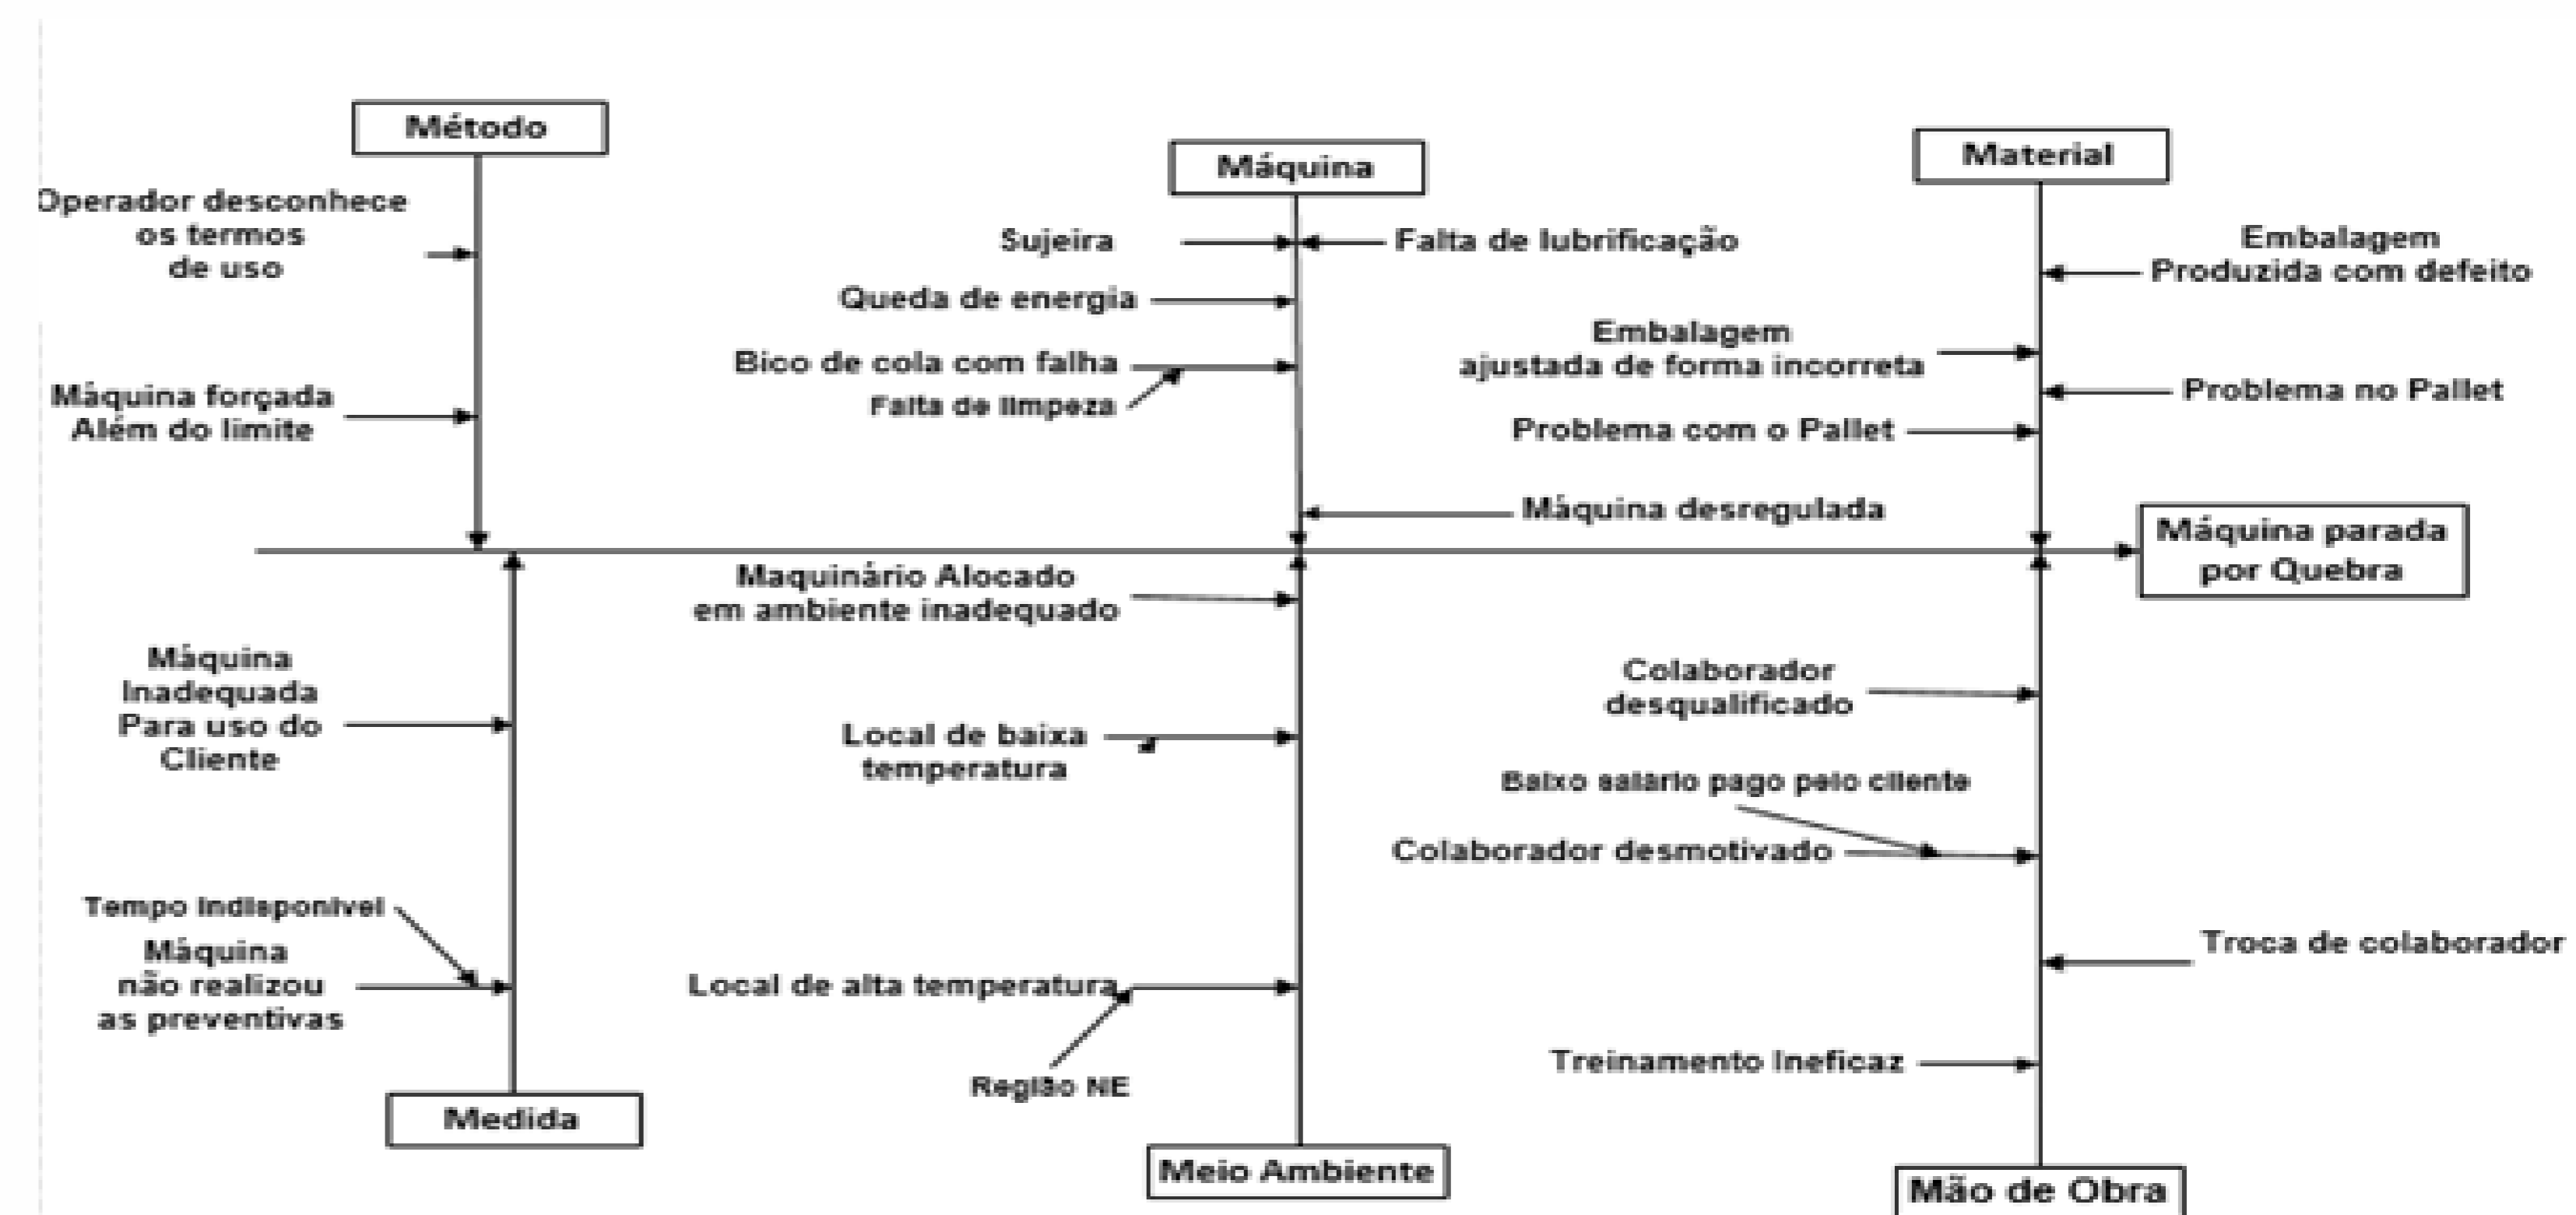 Método
Operador desconhece
os termos
de uso
Máquina forçada
Além do limite
Máquina
Sujeira
Falta de lubrificação
Queda de energia
Bico de cola com falha
Falta de limpeza
Máquina desregulada
Material
Embalagem
Produzida com defeito
Embalagem
ajustada de forma incorreta
Problema no Pallet
Problema com o Pallet
Máquina parada
por Quebra
Máquina
Inadequada
Para uso do
Cliente
Tempo Indisponível
Máquina
não realizou
as preventivas
Medida
Maquinário Alocado
em ambiente inadequado
Local de baixa
temperatura
Local de alta temperatura
Região NE
Meio Ambiente
Colaborador
desqualificado
Baixo salário pago pelo cliente
Colaborador desmotivado
Troca de colaborador
Treinamento Ineficaz
Mão de Obra